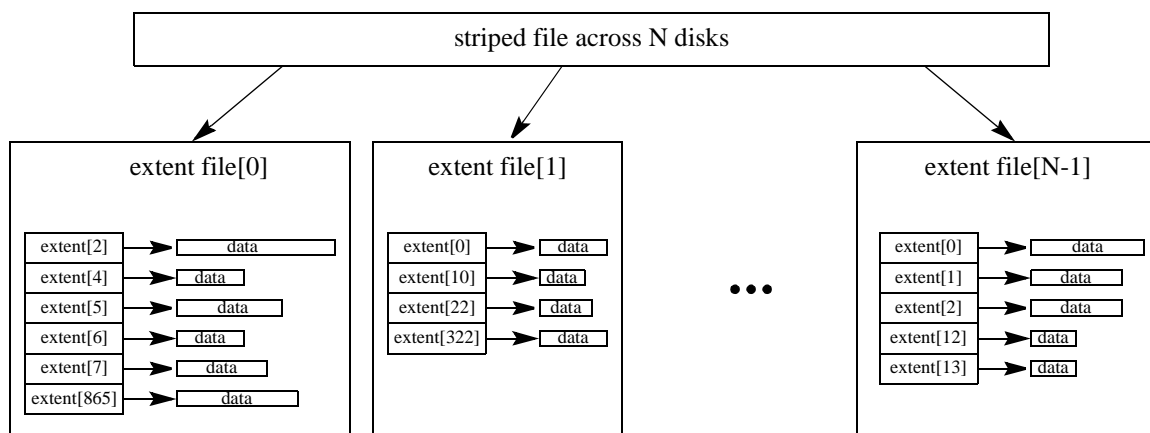 striped file across N disks
extent file[0]
extent[2] data
extent[4] data
extent[5] data
extent[6] data
extent[7] data
extent[865] data
extent file[1]
extent[0] data
extent[10] data
extent[22] data
extent[322] data
•••
extent file[N-1]
extent[0] data
extent[1] data
extent[2] data
extent[12] data
extent[13] data